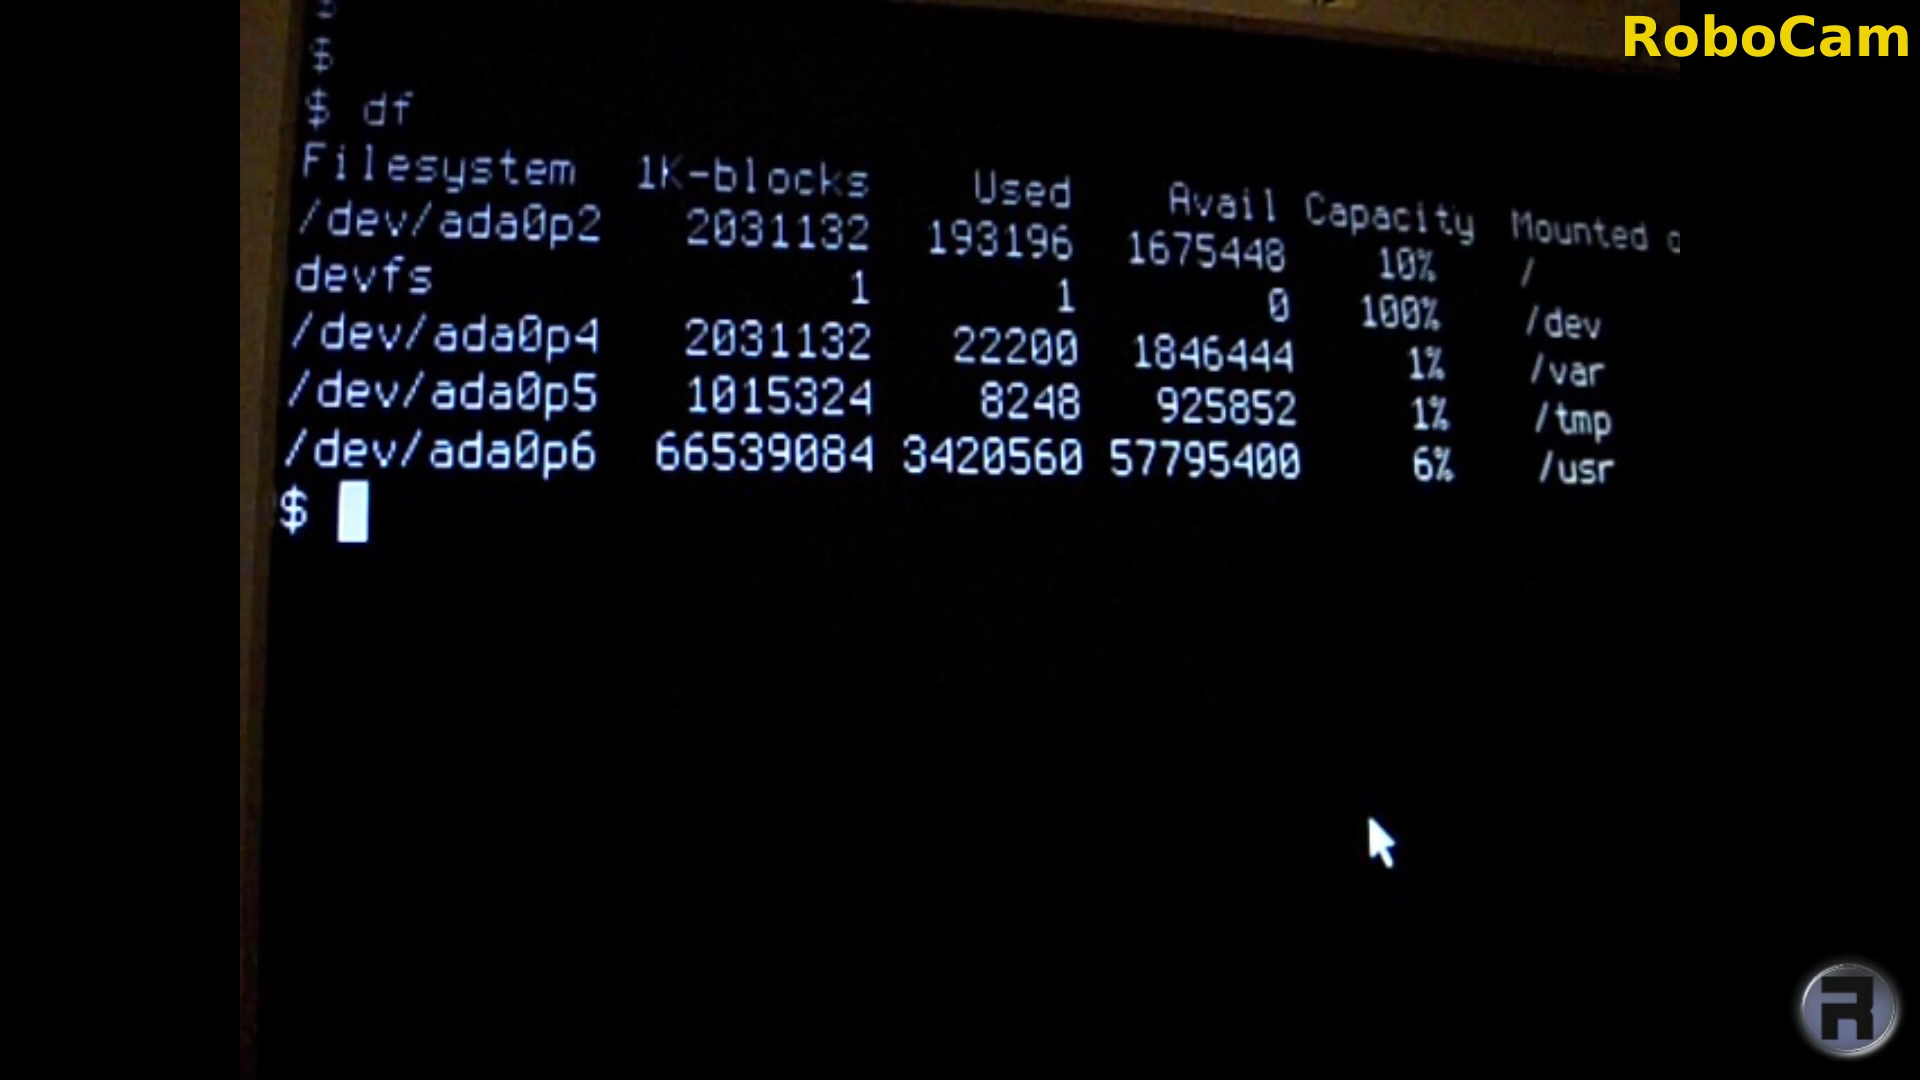 RoboCam
$
$
$ df
Filesystem 1K-blocks Used Avail Capacity Mounted
/dev/ada0p2 2031132 193196 1675448 10% /
devfs 1 1 0 100% /dev
/dev/ada0p4 2031132 22200 1846444 1% /var
/dev/ada0p5 1015324 8248 925852 1% /tmp
/dev/ada0p6 66539084 3420560 57795400 6% /usr
$
R